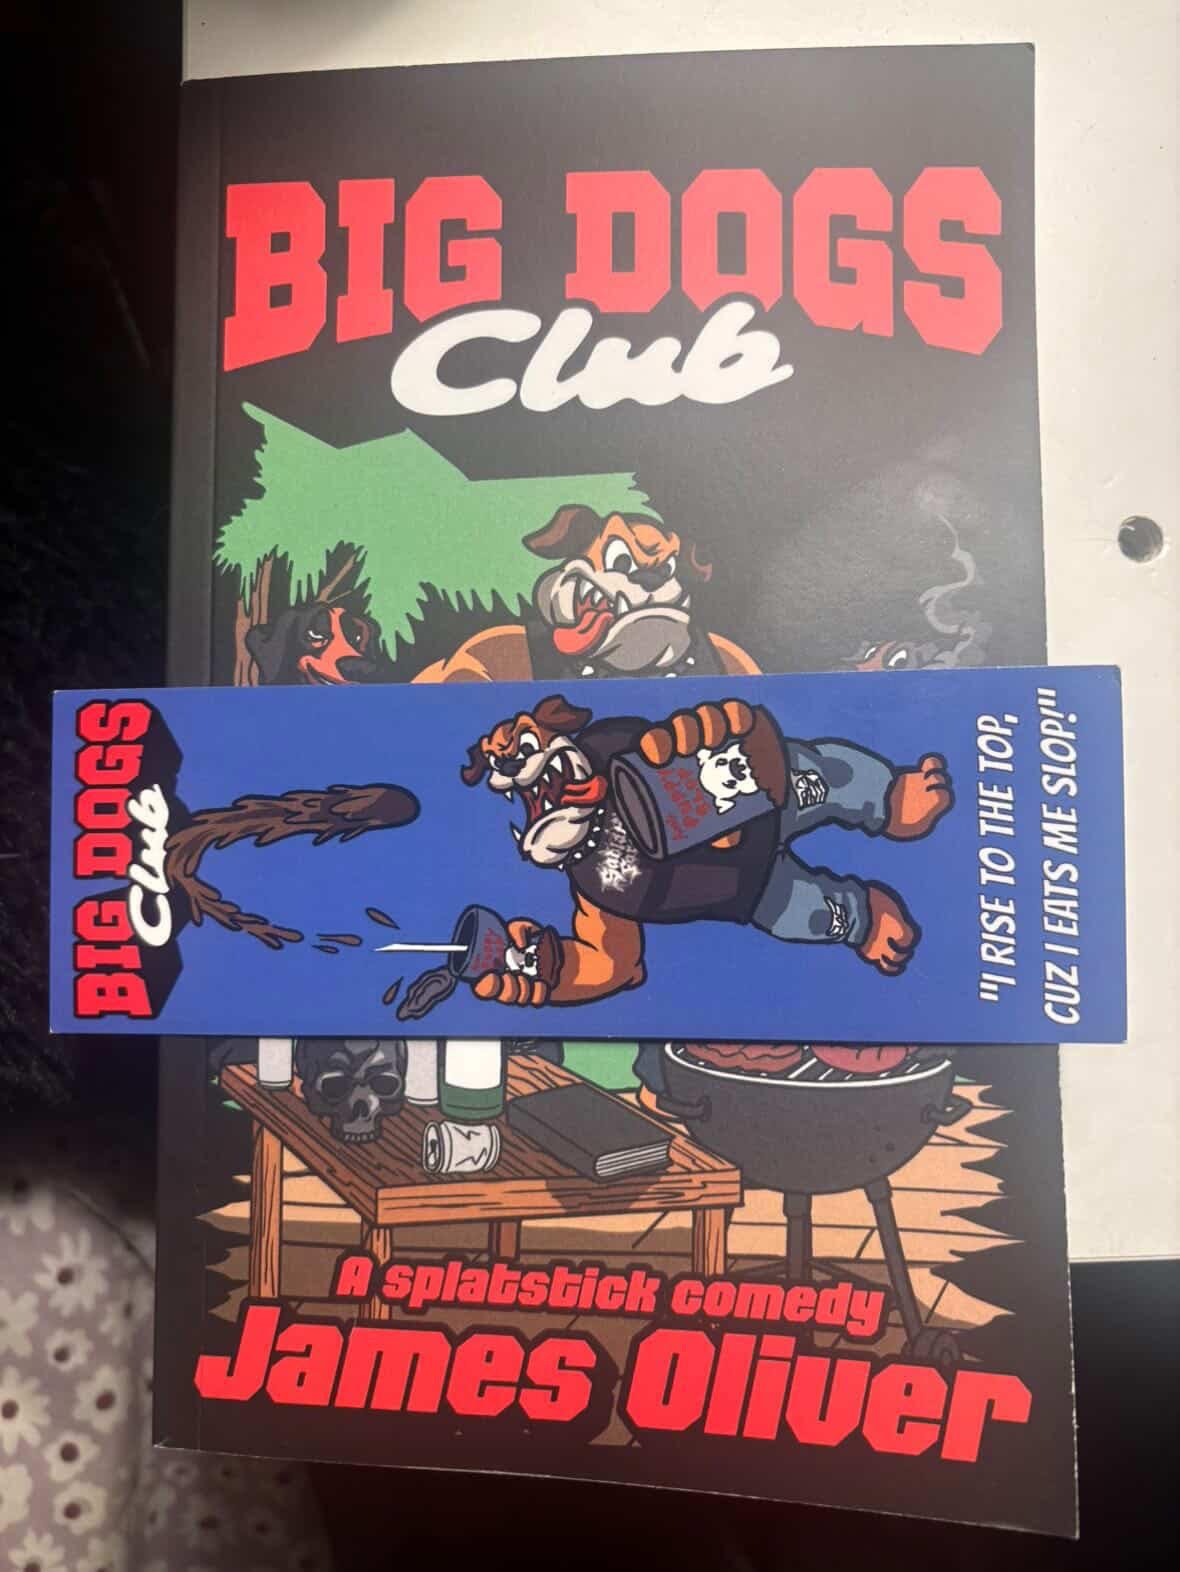 BIG DOGS
Club
BIG DOGS
Club
"I RISE TO THE TOP,
CUZ I EATS ME SLOP!"
A splatstick comedy
James Oliver